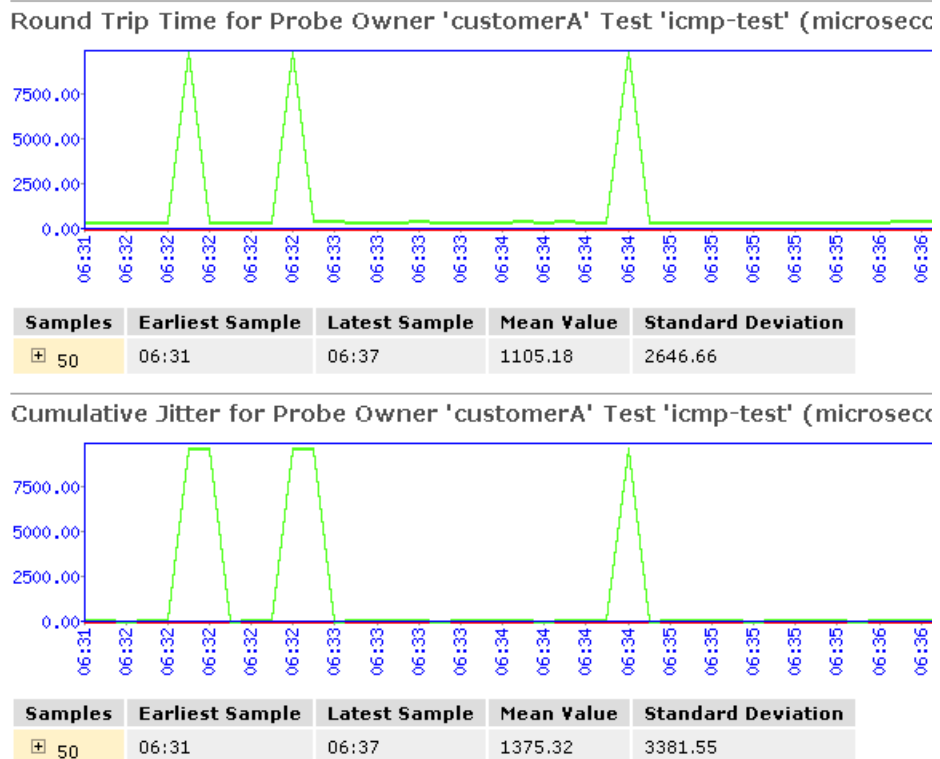 Round Trip Time for Probe Owner 'customerA' Test 'icmp-test' (microsecc
7500.00
5000.00
2500.00
0.00
06:31 06:32 06:32 06:32 06:32 06:32 06:33 06:33 06:33 06:33 06:34 06:34 06:34 06:34 06:35 06:35 06:35 06:35 06:36 06:36 06:36
Samples Earliest Sample Latest Sample Mean Value Standard Deviation
50 06:31 06:37 1105.18 2646.66
Cumulative Jitter for Probe Owner 'customerA' Test 'icmp-test' (microsecc
7500.00
5000.00
2500.00
0.00
06:31 06:32 06:32 06:32 06:32 06:32 06:33 06:33 06:33 06:33 06:34 06:34 06:34 06:34 06:35 06:35 06:35 06:35 06:36 06:36 06:36
Samples Earliest Sample Latest Sample Mean Value Standard Deviation
50 06:31 06:37 1375.32 3381.55